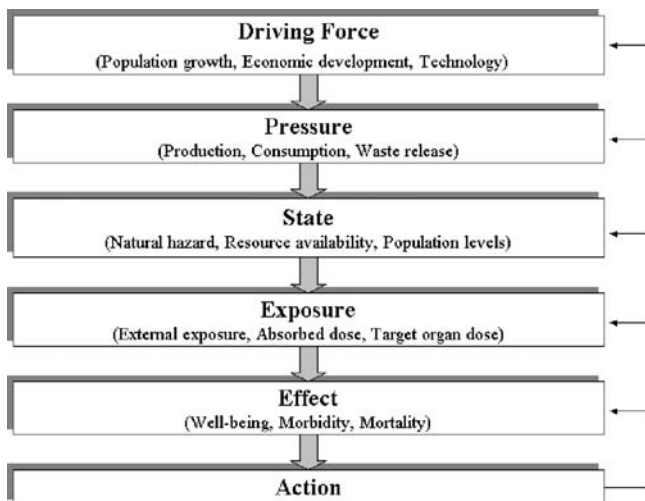 Driving Force
(Population growth, Economic development, Technology)
Pressure
(Production, Consumption, Waste release)
State
(Natural hazard, Resource availability, Population levels)
Exposure
(External exposure, Absorbed dose, Target organ dose)
Effect
(Well-being, Morbidity, Mortality)
Action